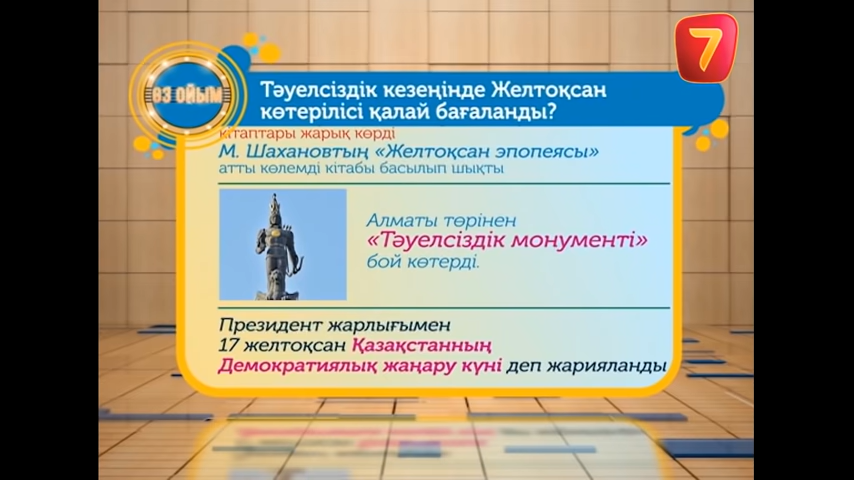 7
ӨЗ ОЙЫМ
Тәуелсіздік кезеңінде Желтоқсан
көтерілісі қалай бағаланды?
кітаптары жарық көрді
М. Шахановтың «Желтоқсан эпопеясы»
атты көлемді кітабы басылып шықты
Алматы төрінен
«Тәуелсіздік монументі»
бой көтерді.
Президент жарлығымен
17 желтоқсан Қазақстанның
Демократиялық жаңару күні деп жарияланды